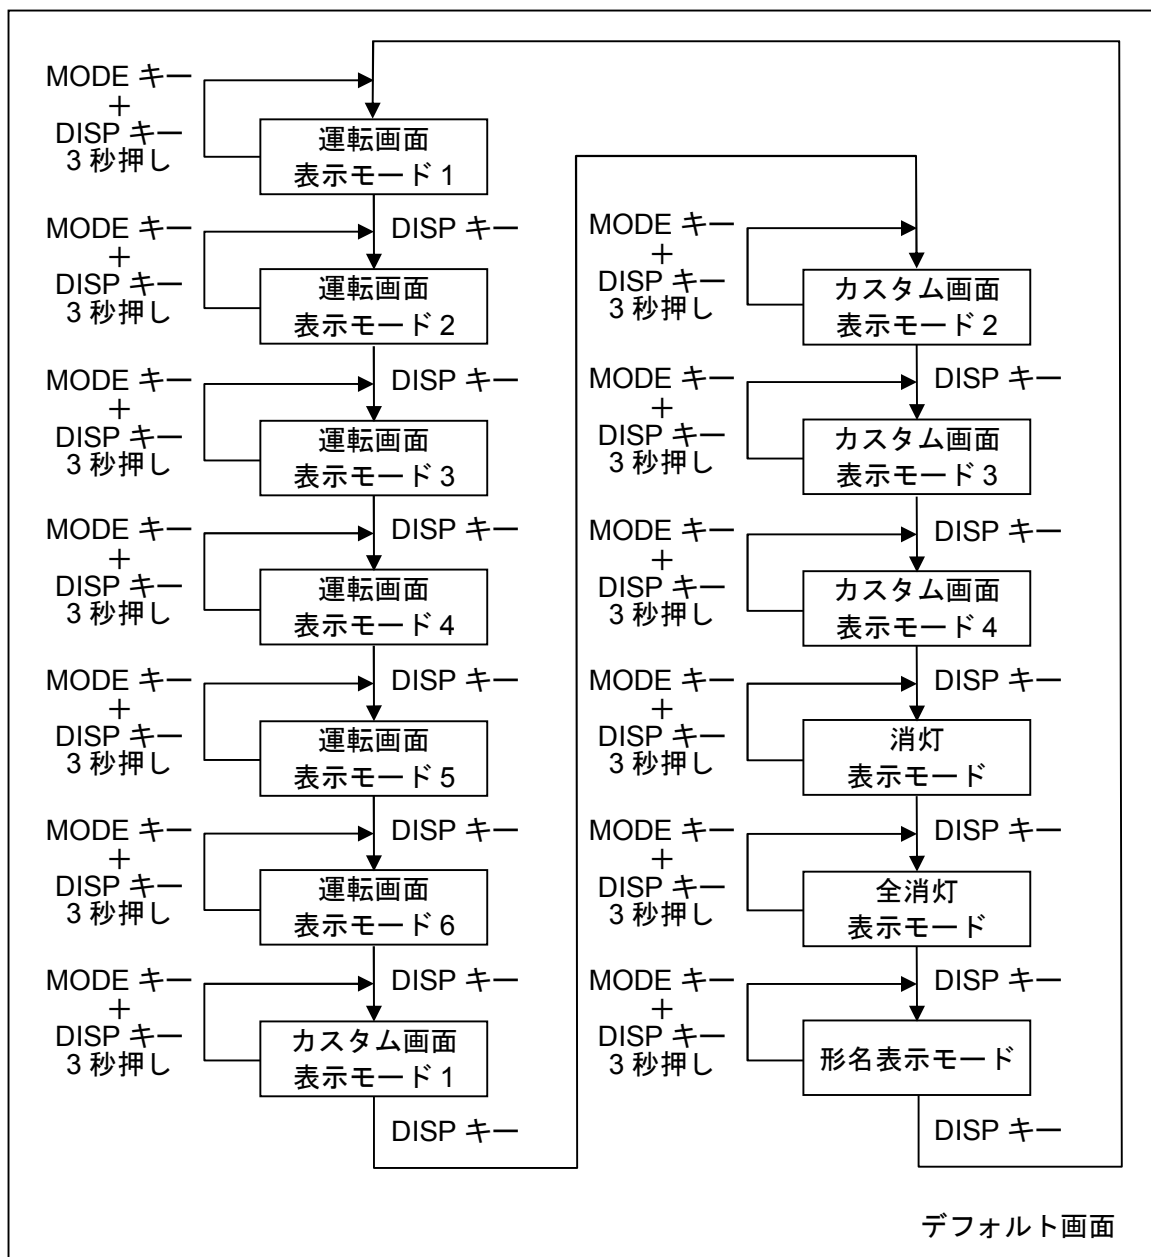 MODE キー
＋
DISP キー
3 秒押し
運転画面
表示モード 1
MODE キー
＋
DISP キー
3 秒押し
DISP キー
運転画面
表示モード 2
MODE キー
＋
DISP キー
3 秒押し
DISP キー
運転画面
表示モード 3
MODE キー
＋
DISP キー
3 秒押し
DISP キー
運転画面
表示モード 4
MODE キー
＋
DISP キー
3 秒押し
DISP キー
運転画面
表示モード 5
MODE キー
＋
DISP キー
3 秒押し
DISP キー
運転画面
表示モード 6
MODE キー
＋
DISP キー
3 秒押し
DISP キー
カスタム画面
表示モード 1
DISP キー
MODE キー
＋
DISP キー
3 秒押し
カスタム画面
表示モード 2
MODE キー
＋
DISP キー
3 秒押し
DISP キー
カスタム画面
表示モード 3
MODE キー
＋
DISP キー
3 秒押し
DISP キー
カスタム画面
表示モード 4
MODE キー
＋
DISP キー
3 秒押し
DISP キー
消灯
表示モード
MODE キー
＋
DISP キー
3 秒押し
DISP キー
全消灯
表示モード
MODE キー
＋
DISP キー
3 秒押し
DISP キー
形名表示モード
DISP キー
デフォルト画面